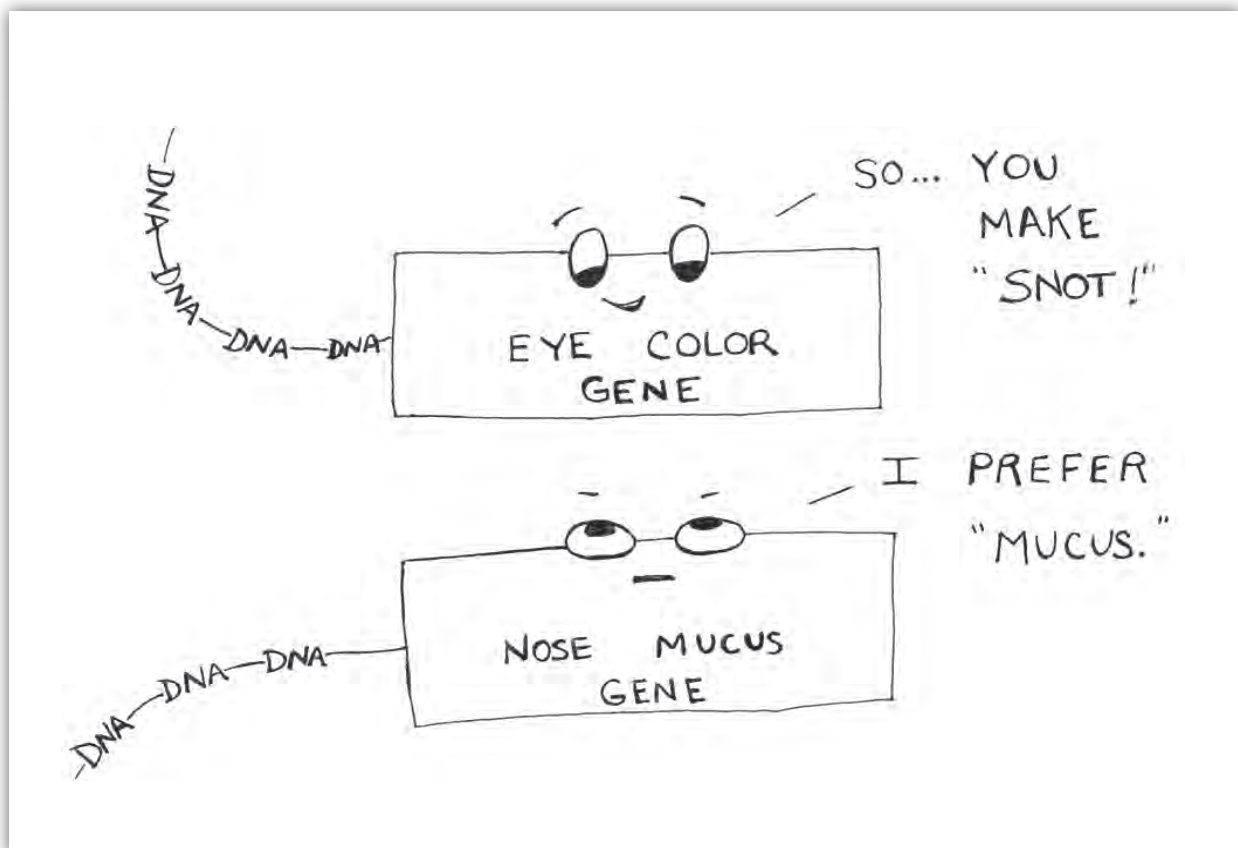 SO... YOU
MAKE
"SNOT!"
DNA—DNA—DNA—DNA
EYE COLOR
GENE
I PREFER
"MUCUS."
NOSE MUCUS
GENE
DNA—DNA—DNA